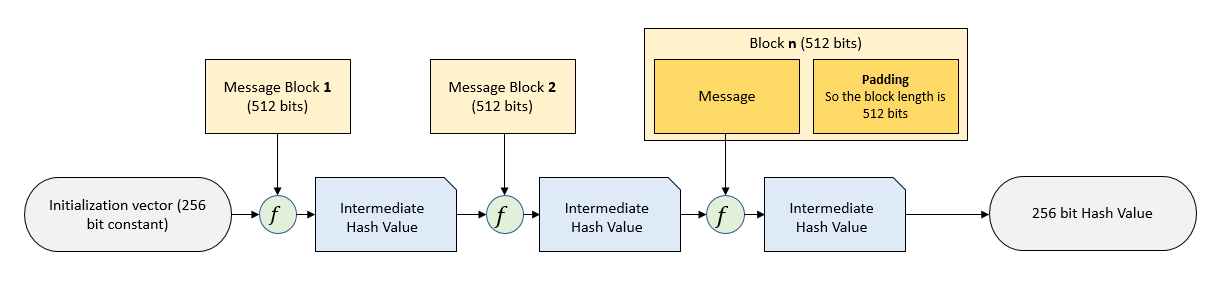 Block n (512 bits)
Message Block 1
(512 bits)
Message Block 2
(512 bits)
Message
Padding
So the block length is
512 bits
Initialization vector (256
bit constant)
f
Intermediate
Hash Value
f
Intermediate
Hash Value
f
Intermediate
Hash Value
256 bit Hash Value